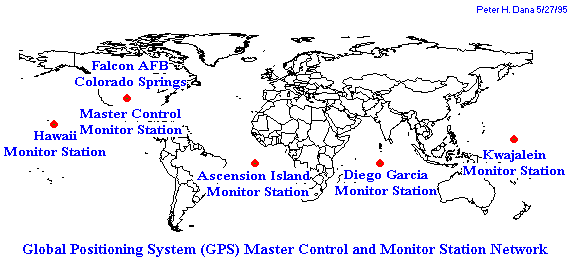 Peter H. Dana 5/27/95
Falcon AFB
Colorado Springs
Master Control
Monitor Station
Hawaii
Monitor Station
Ascension Island
Monitor Station
Diego Garcia
Monitor Station
Kwajalein
Monitor Station
Global Positioning System (GPS) Master Control and Monitor Station Network